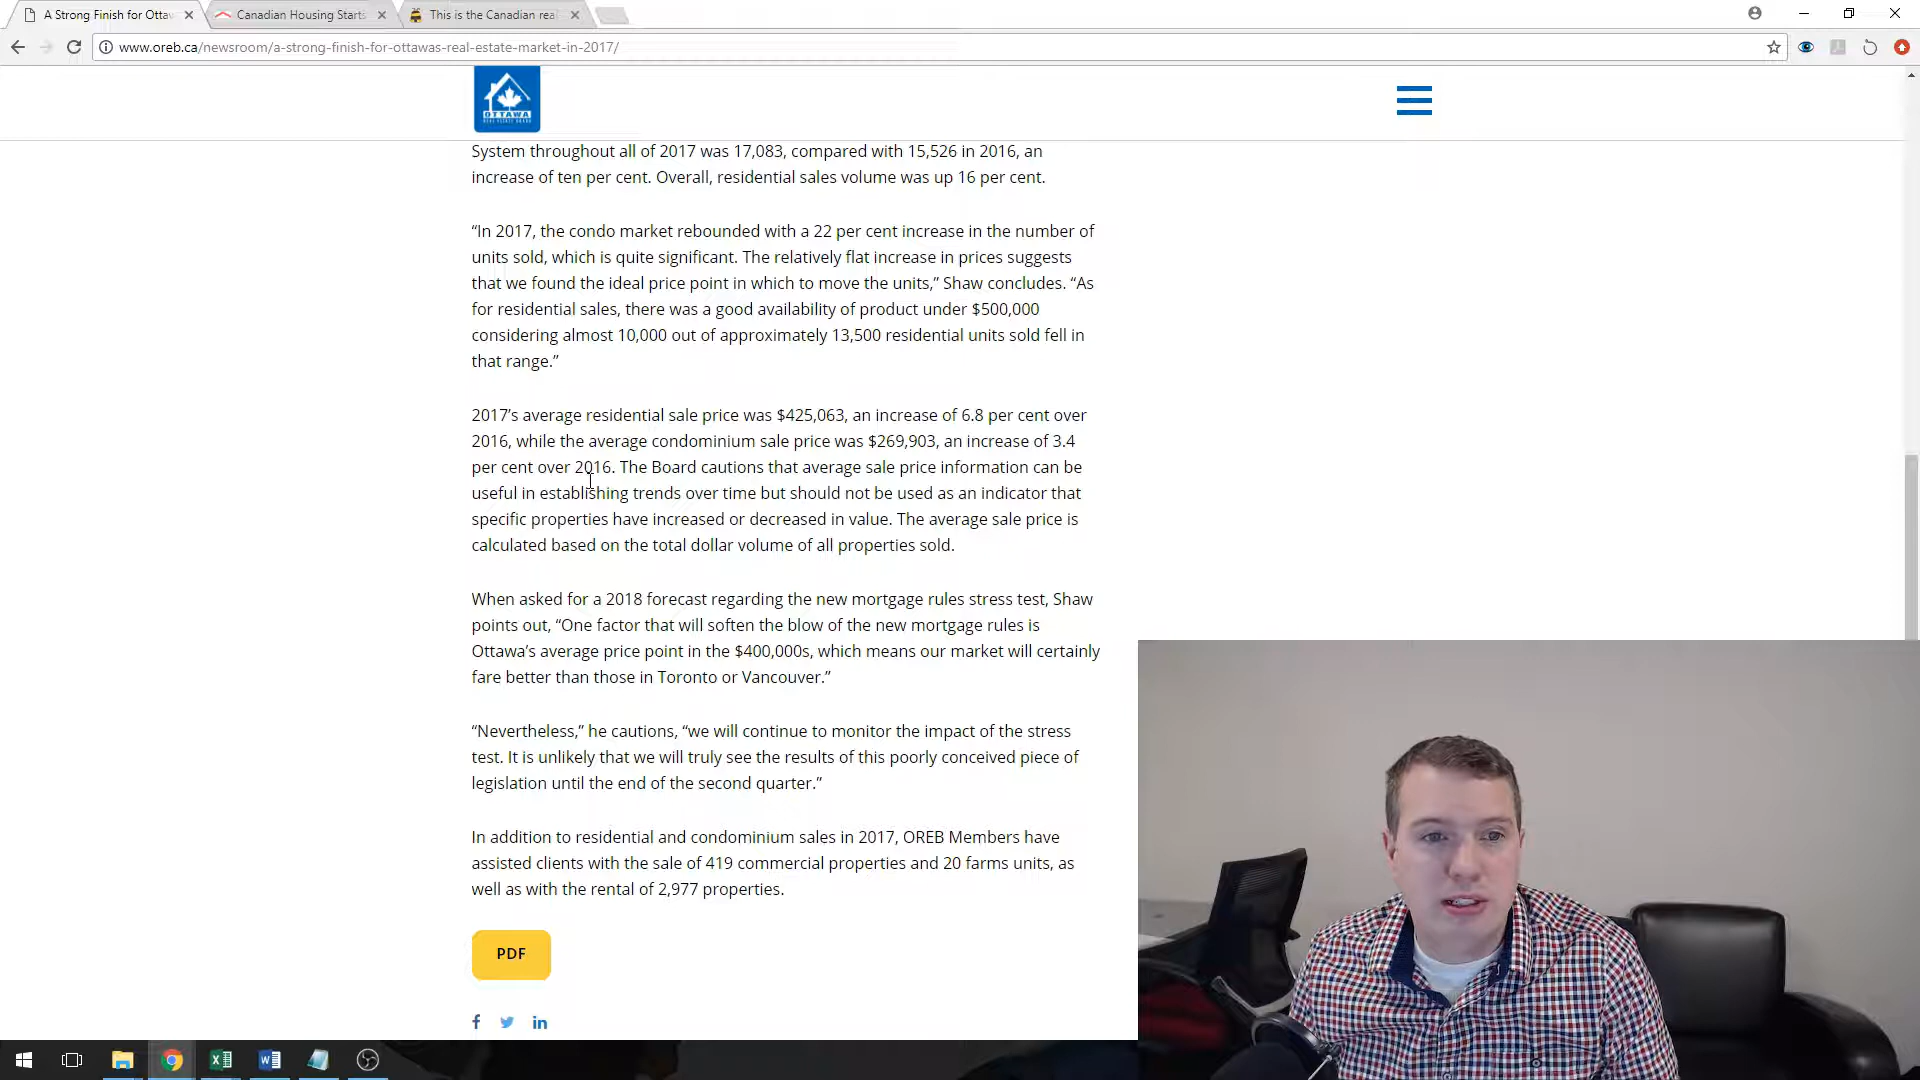 A Strong Finish for Ottaw
Canadian Housing Starts
This is the Canadian rea
www.oreb.ca/newsroom/a-strong-finish-for-ottawas-real-estate-market-in-2017/
OTTAWA
System throughout all of 2017 was 17,083, compared with 15,526 in 2016, an
increase of ten per cent. Overall, residential sales volume was up 16 per cent.
“In 2017, the condo market rebounded with a 22 per cent increase in the number of
units sold, which is quite significant. The relatively flat increase in prices suggests
that we found the ideal price point in which to move the units,” Shaw concludes. “As
for residential sales, there was a good availability of product under $500,000
considering almost 10,000 out of approximately 13,500 residential units sold fell in
that range.”
2017’s average residential sale price was $425,063, an increase of 6.8 per cent over
2016, while the average condominium sale price was $269,903, an increase of 3.4
per cent over 2016. The Board cautions that average sale price information can be
useful in establishing trends over time but should not be used as an indicator that
specific properties have increased or decreased in value. The average sale price is
calculated based on the total dollar volume of all properties sold.
When asked for a 2018 forecast regarding the new mortgage rules stress test, Shaw
points out, “One factor that will soften the blow of the new mortgage rules is
Ottawa’s average price point in the $400,000s, which means our market will certainly
fare better than those in Toronto or Vancouver.”
“Nevertheless,” he cautions, “we will continue to monitor the impact of the stress
test. It is unlikely that we will truly see the results of this poorly conceived piece of
legislation until the end of the second quarter.”
In addition to residential and condominium sales in 2017, OREB Members have
assisted clients with the sale of 419 commercial properties and 20 farms units, as
well as with the rental of 2,977 properties.
PDF